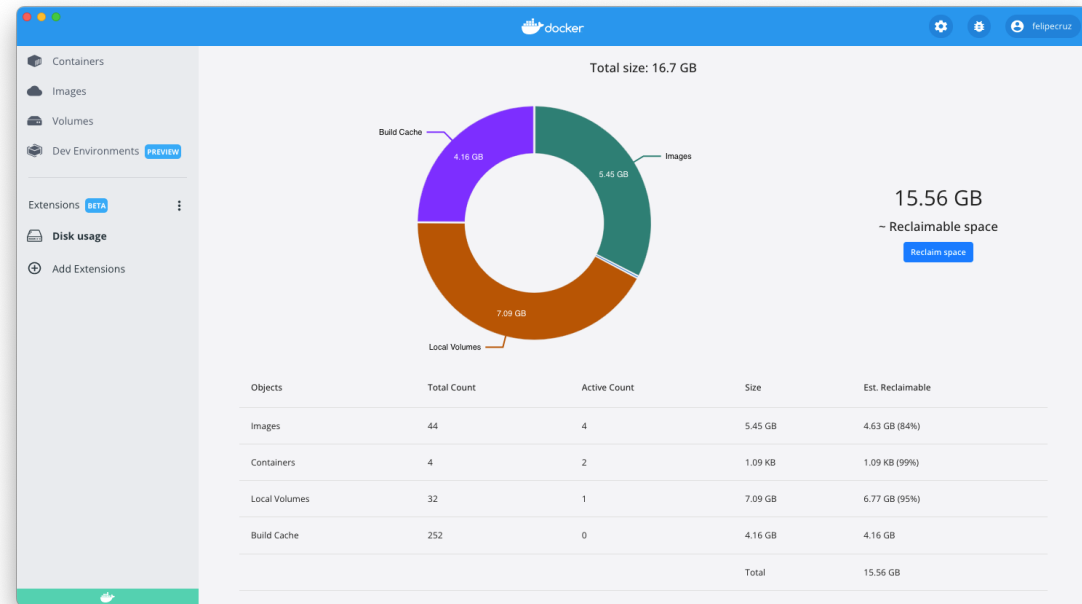 docker
felipecruz
Containers
Images
Volumes
Dev Environments PREVIEW
Extensions BETA
Disk usage
Add Extensions
Total size: 16.7 GB
Build Cache
4.16 GB
Images
5.45 GB
7.09 GB
Local Volumes
15.56 GB
~ Reclaimable space
Reclaim space
Objects Total Count Active Count Size Est. Reclaimable
Images 44 4 5.45 GB 4.63 GB (84%)
Containers 4 2 1.09 KB 1.09 KB (99%)
Local Volumes 32 1 7.09 GB 6.77 GB (95%)
Build Cache 252 0 4.16 GB 4.16 GB
Total 15.56 GB